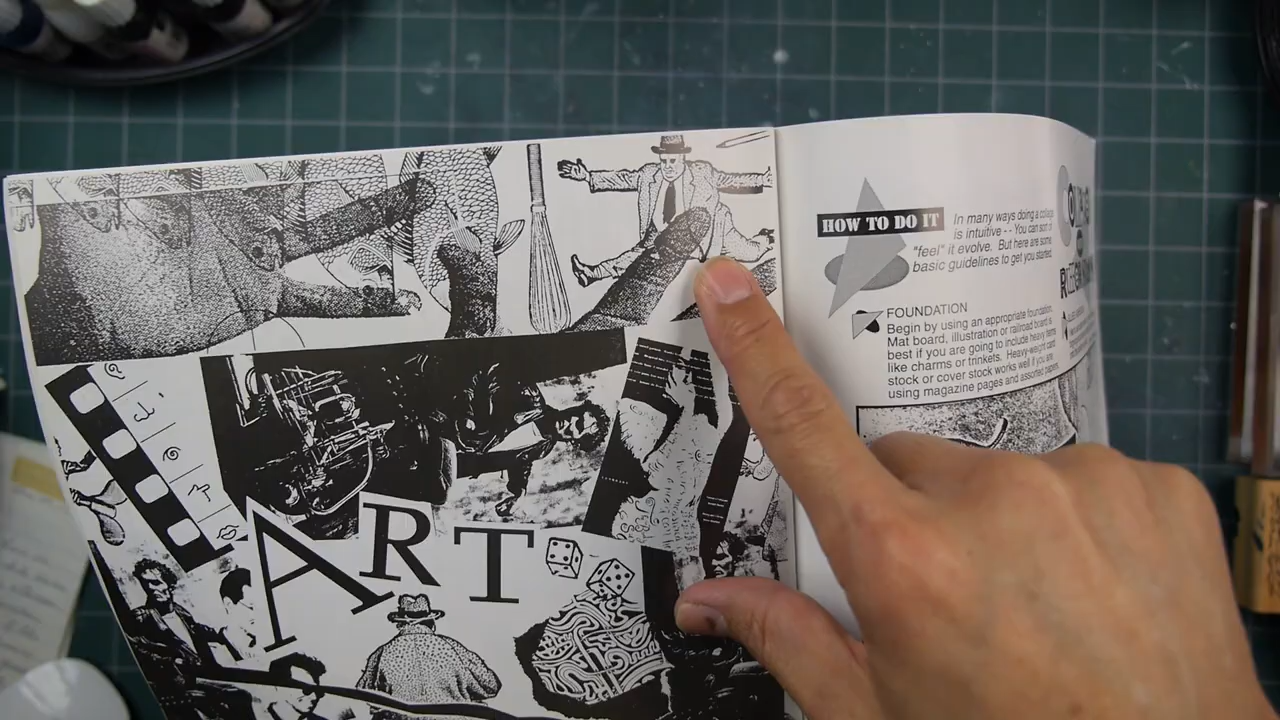 ART
HOW TO DO IT
In many ways doing a collage
is intuitive - - You can sort of
"feel" it evolve. But here are some
basic guidelines to get you started.
FOUNDATION
Begin by using an appropriate foundation.
Mat board, illustration or railroad board is
best if you are going to include heavy items
like charms or trinkets. Heavy-weight card
stock or cover stock works well if you are
using magazine pages and assorted papers.